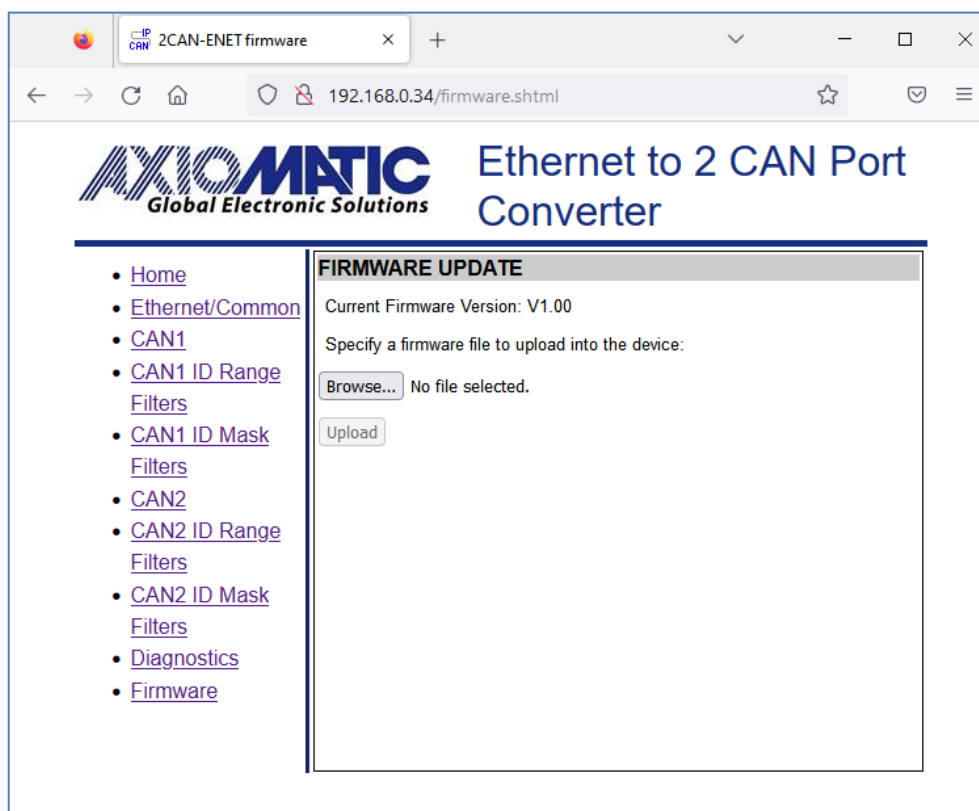 IP
CAN
2CAN-ENET firmware
192.168.0.34/firmware.shtml
AXIOMATIC
Global Electronic Solutions
Ethernet to 2 CAN Port
Converter
Home
Ethernet/Common
CAN1
CAN1 ID Range
Filters
CAN1 ID Mask
Filters
CAN2
CAN2 ID Range
Filters
CAN2 ID Mask
Filters
Diagnostics
Firmware
FIRMWARE UPDATE
Current Firmware Version: V1.00
Specify a firmware file to upload into the device:
Browse... No file selected.
Upload